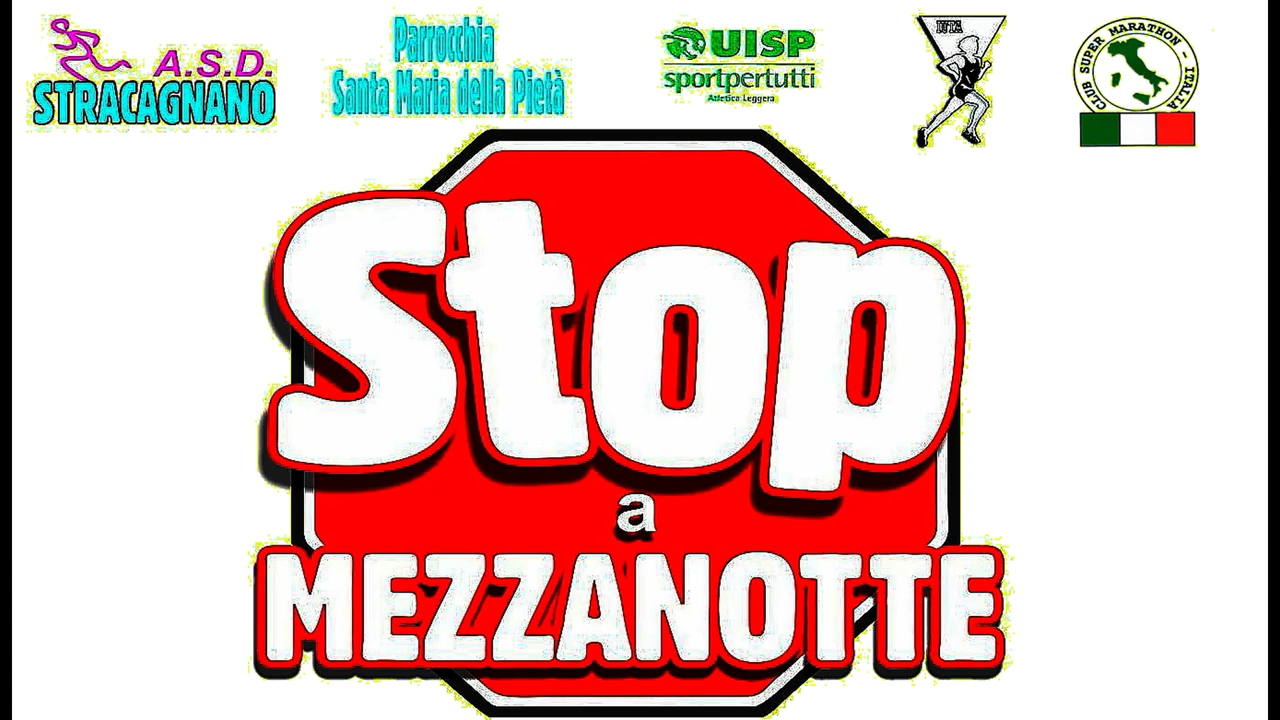 A.S.D.
STRACAGNANO
Parrocchia
Santa Maria della Pietà
UISP
sportpertutti
Atletica Leggera
IUTA
CLUB SUPER MARATHON - ITALIA
Stop
a
MEZZANOTTE